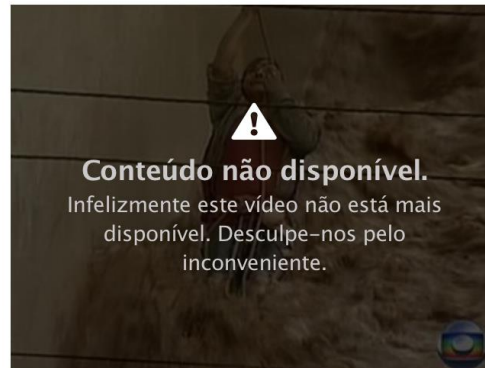 Conteúdo não disponível.
Infelizmente este vídeo não está mais
disponível. Desculpe-nos pelo
inconveniente.